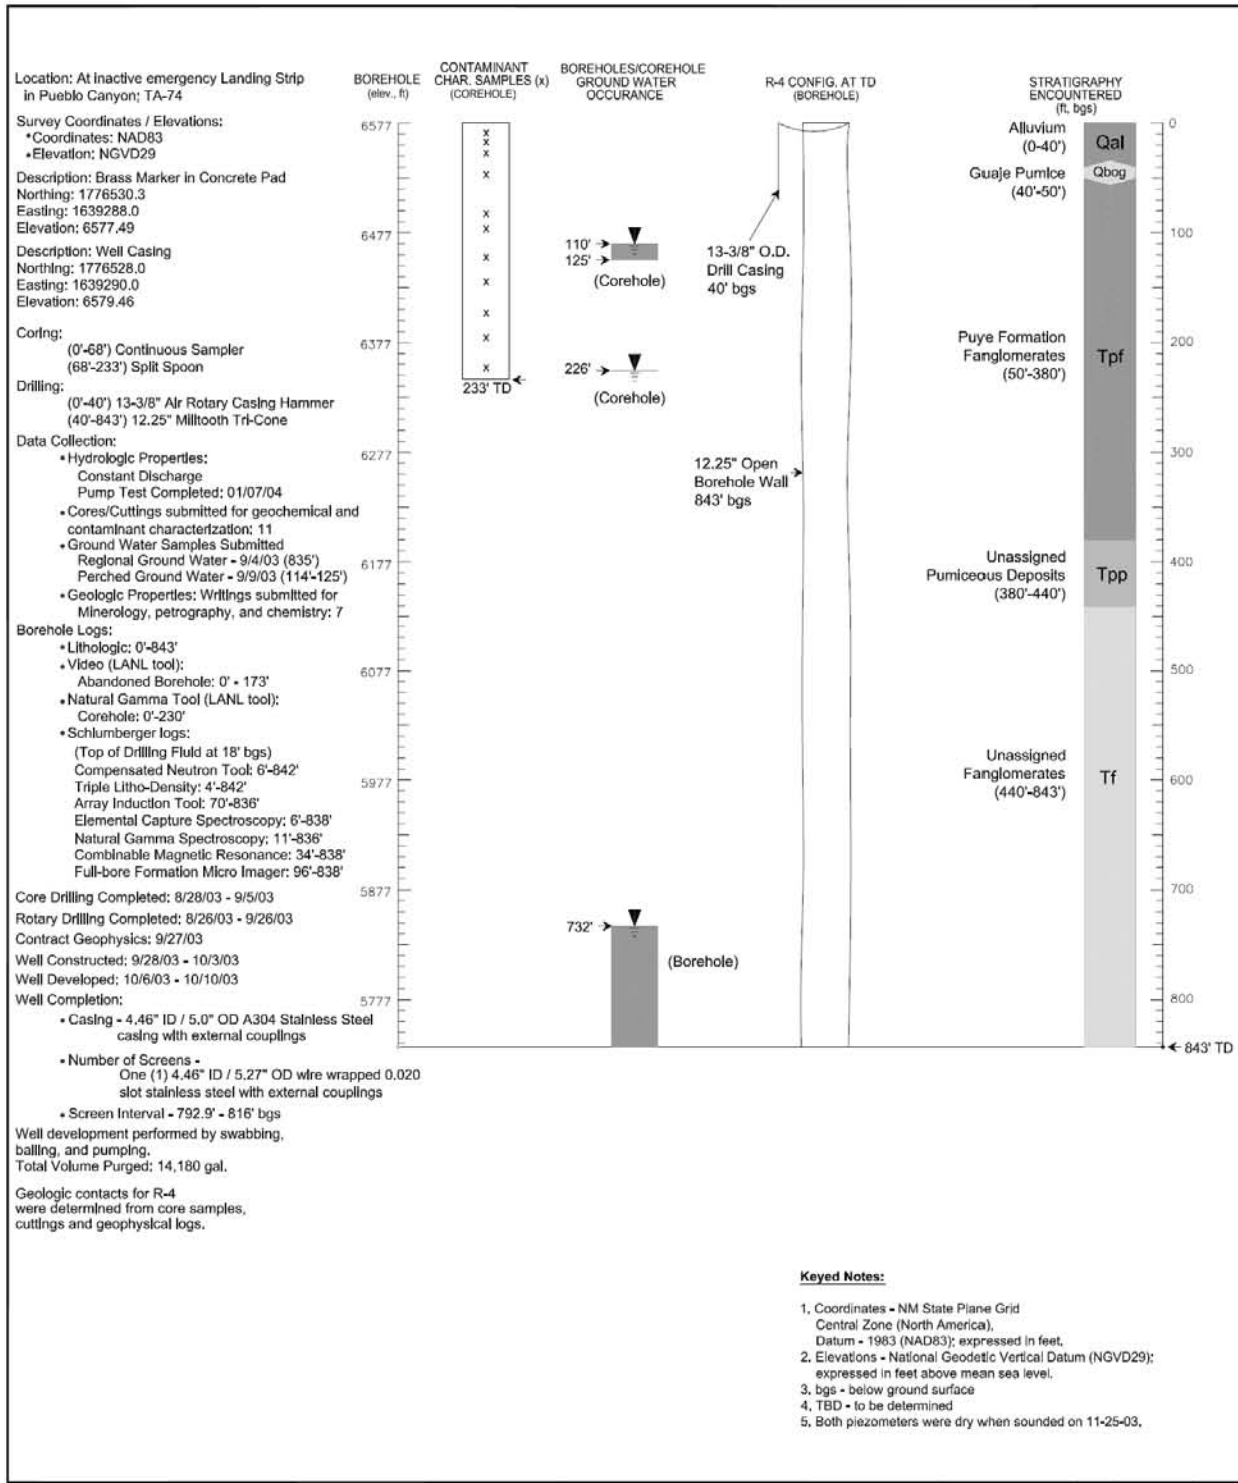 Location: At inactive emergency Landing Strip
in Pueblo Canyon; TA-74
Survey Coordinates / Elevations:
•Coordinates: NAD83
•Elevation: NGVD29
Description: Brass Marker in Concrete Pad
Northing: 1776530.3
Easting: 1639288.0
Elevation: 6577.49
Description: Well Casing
Northing: 1776528.0
Easting: 1639290.0
Elevation: 6579.46
Coring:
(0'-68') Continuous Sampler
(68'-233') Split Spoon
Drilling:
(0'-40') 13-3/8" Air Rotary Casing Hammer
(40'-843') 12.25" Milltooth Tri-Cone
Data Collection:
• Hydrologic Properties:
Constant Discharge
Pump Test Completed: 01/07/04
• Cores/Cuttings submitted for geochemical and
contaminant characterization: 11
• Ground Water Samples Submitted
Regional Ground Water - 9/4/03 (835')
Perched Ground Water - 9/9/03 (114'-125')
• Geologic Properties: Writings submitted for
Minerology, petrography, and chemistry: 7
Borehole Logs:
• Lithologic: 0'-843'
• Video (LANL tool):
Abandoned Borehole: 0' - 173'
• Natural Gamma Tool (LANL tool):
Corehole: 0'-230'
• Schlumberger logs:
(Top of Drilling Fluid at 18' bgs)
Compensated Neutron Tool: 6'-842'
Triple Litho-Density: 4'-842'
Array Induction Tool: 70'-836'
Elemental Capture Spectroscopy: 6'-838'
Natural Gamma Spectroscopy: 11'-836'
Combinable Magnetic Resonance: 34'-838'
Full-bore Formation Micro Imager: 96'-838'
Core Drilling Completed: 8/28/03 - 9/5/03
Rotary Drilling Completed: 8/26/03 - 9/26/03
Contract Geophysics: 9/27/03
Well Constructed: 9/28/03 - 10/3/03
Well Developed: 10/6/03 - 10/10/03
Well Completion:
• Casing - 4.46" ID / 5.0" OD A304 Stainless Steel
casing with external couplings
• Number of Screens -
One (1) 4.46" ID / 5.27" OD wire wrapped 0.020
slot stainless steel with external couplings
• Screen Interval - 792.9' - 816' bgs
Well development performed by swabbing,
bailing, and pumping.
Total Volume Purged: 14,180 gal.
Geologic contacts for R-4
were determined from core samples,
cuttings and geophysical logs.
BOREHOLE
(elev., ft)
6577
6477
6377
6277
6177
6077
5977
5877
5777
CONTAMINANT
CHAR. SAMPLES (x)
(COREHOLE)
x
x
x
x
x
x
x
x
x
x
x
233' TD
BOREHOLES/COREHOLE
GROUND WATER
OCCURANCE
110'
125'
(Corehole)
226'
(Corehole)
732'
(Borehole)
R-4 CONFIG. AT TD
(BOREHOLE)
13-3/8" O.D.
Drill Casing
40' bgs
12.25" Open
Borehole Wall
843' bgs
STRATIGRAPHY
ENCOUNTERED
(ft, bgs)
Alluvium
(0-40')
Qal
Guaje Pumice
(40'-50')
Qbog
Puye Formation
Fanglomerates
(50'-380')
Tpf
Unassigned
Pumiceous Deposits
(380'-440')
Tpp
Unassigned
Fanglomerates
(440'-843')
Tf
0
100
200
300
400
500
600
700
800
843' TD
Keyed Notes:
1. Coordinates - NM State Plane Grid
Central Zone (North America),
Datum - 1983 (NAD83); expressed in feet.
2. Elevations - National Geodetic Vertical Datum (NGVD29);
expressed in feet above mean sea level.
3. bgs - below ground surface
4. TBD - to be determined
5. Both piezometers were dry when sounded on 11-25-03.